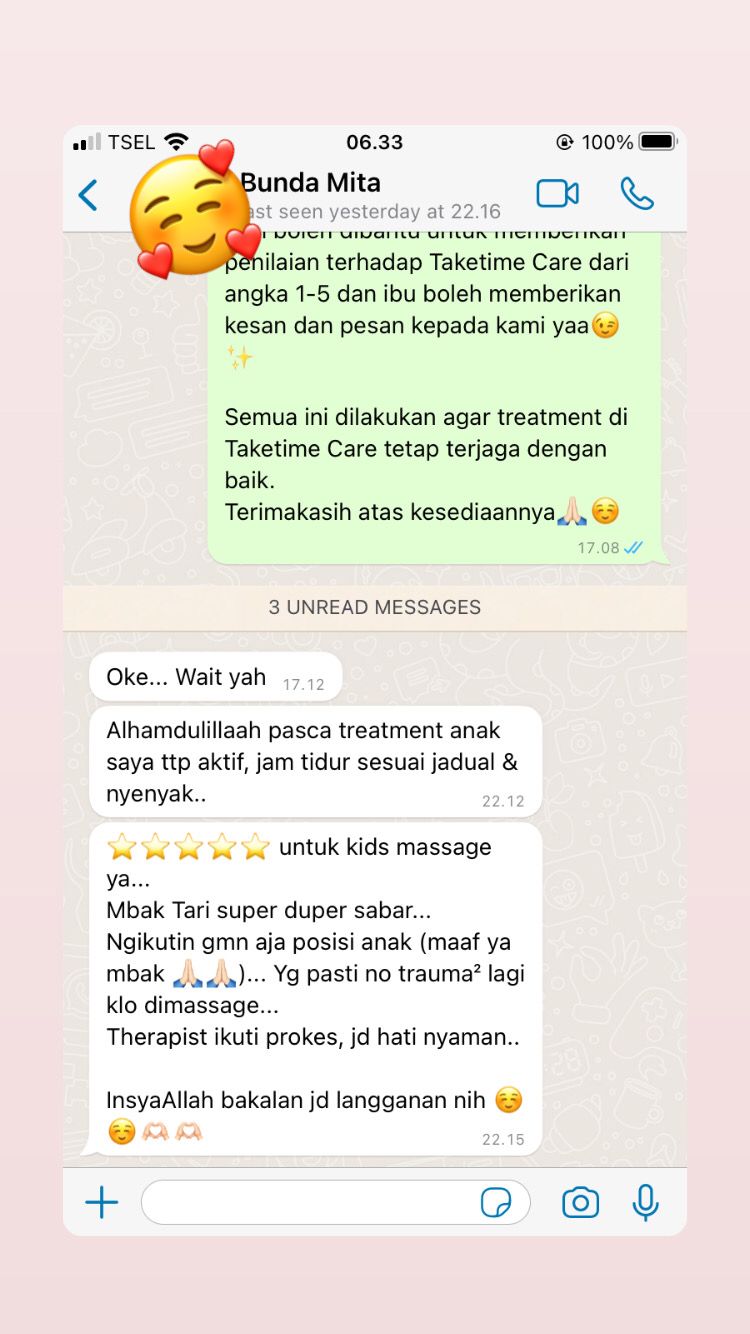 TSEL 06.33 100%
Bunda Mita
ast seen yesterday at 22.16
boleh dibantu untuk memberikan
penilaian terhadap Taketime Care dari
angka 1-5 dan ibu boleh memberikan
kesan dan pesan kepada kami yaa😉
✨
Semua ini dilakukan agar treatment di
Taketime Care tetap terjaga dengan
baik.
Terimakasih atas kesediaannya🙏🏻☺️
17.08
3 UNREAD MESSAGES
Oke... Wait yah 17.12
Alhamdulillaah pasca treatment anak
saya ttp aktif, jam tidur sesuai jadual &
nyenyak..
22.12
⭐⭐⭐⭐⭐ untuk kids massage
ya...
Mbak Tari super duper sabar...
Ngikutin gmn aja posisi anak (maaf ya
mbak 🙏🏻🙏🏻)... Yg pasti no trauma² lagi
klo dimassage...
Therapist ikuti prokes, jd hati nyaman..
InsyaAllah bakalan jd langganan nih ☺️
☺️🫶🏻🫶🏻
22.15